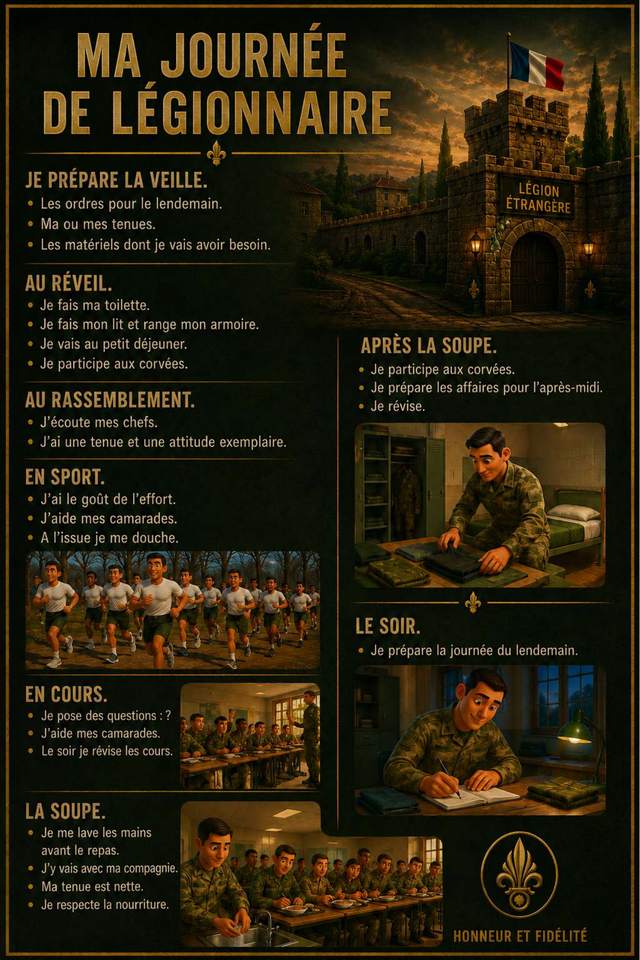 MA JOURNÉE
DE LÉGIONNAIRE
LÉGION
ÉTRANGÈRE
JE PRÉPARE LA VEILLE.
• Les ordres pour le lendemain.
• Ma ou mes tenues.
• Les matériels dont je vais avoir besoin.
AU RÉVEIL.
• Je fais ma toilette.
• Je fais mon lit et range mon armoire.
• Je vais au petit déjeuner.
• Je participe aux corvées.
AU RASSEMBLEMENT.
• J'écoute mes chefs.
• J'ai une tenue et une attitude exemplaire.
EN SPORT.
• J'ai le goût de l'effort.
• J'aide mes camarades.
• A l'issue je me douche.
EN COURS.
• Je pose des questions : ?
• J'aide mes camarades.
• Le soir je révise les cours.
LA SOUPE.
• Je me lave les mains
avant le repas.
• J'y vais avec ma compagnie.
• Ma tenue est nette.
• Je respecte la nourriture.
APRÈS LA SOUPE.
• Je participe aux corvées.
• Je prépare les affaires pour l'après-midi.
• Je révise.
LE SOIR.
• Je prépare la journée du lendemain.
HONNEUR ET FIDÉLITÉ